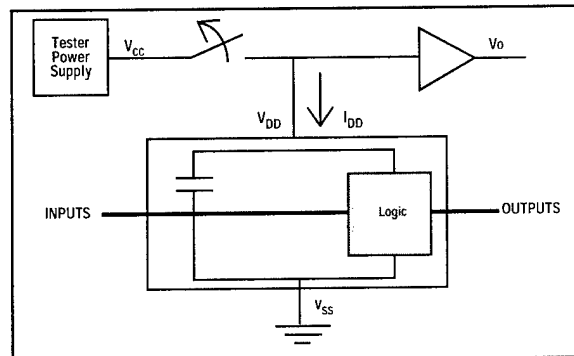 Tester
Power
Supply
VCC
Vo
VDD
IDD
INPUTS
Logic
OUTPUTS
VSS